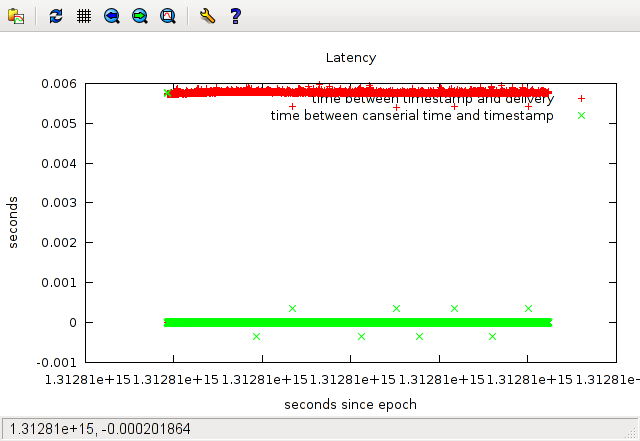 Latency
0.006
time between timestamp and delivery
time between canserial time and timestamp
0.005
0.004
0.003
0.002
0.001
0
-0.001
seconds
1.31281e+15 1.31281e+15 1.31281e+15 1.31281e+15 1.31281e+15 1.31281e+15 1.31281e+
seconds since epoch
1.31281e+15, -0.000201864